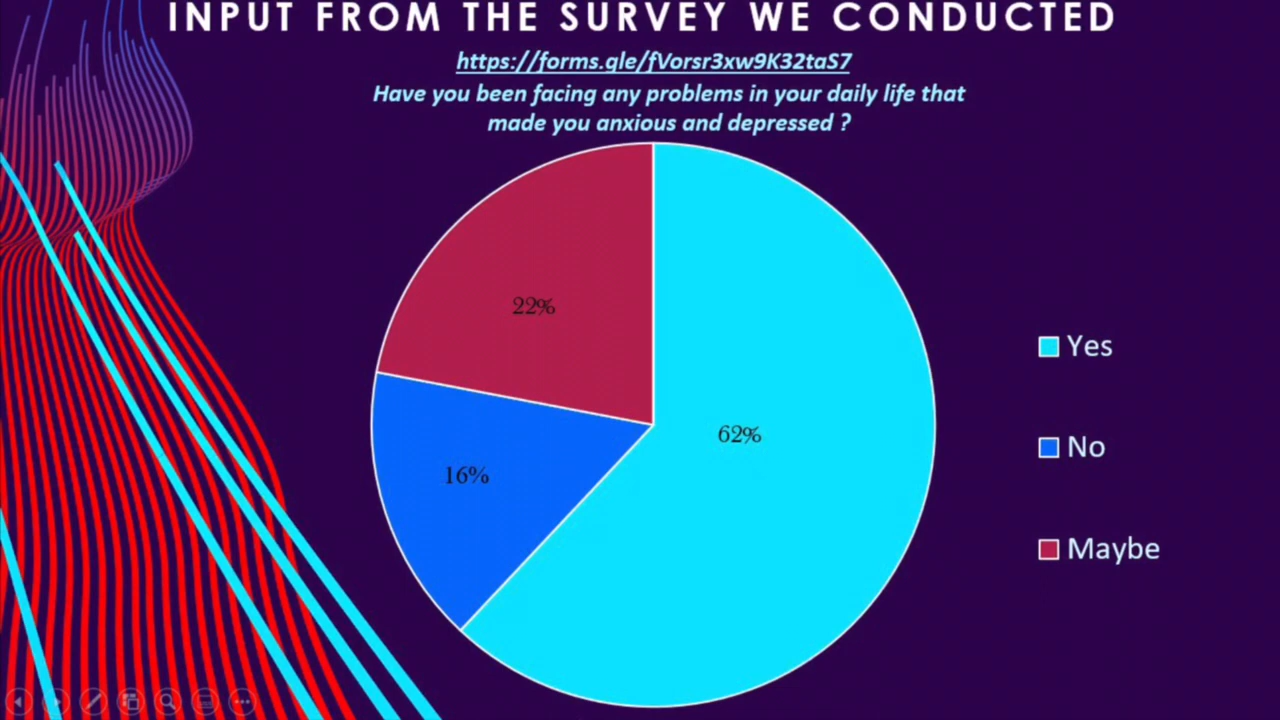 INPUT FROM THE SURVEY WE CONDUCTED
https://forms.gle/fVorsr3xw9K32taS7
Have you been facing any problems in your daily life that
made you anxious and depressed ?
22%
62%
16%
Yes
No
Maybe